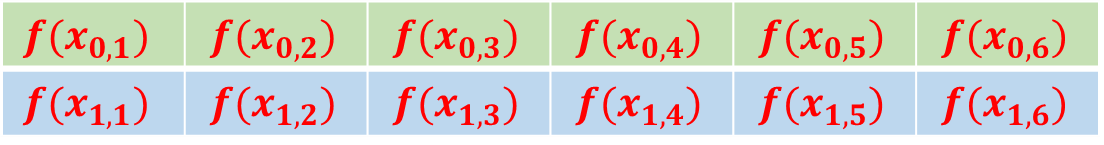 f(x0,1) f(x0,2) f(x0,3) f(x0,4) f(x0,5) f(x0,6)
f(x1,1) f(x1,2) f(x1,3) f(x1,4) f(x1,5) f(x1,6)